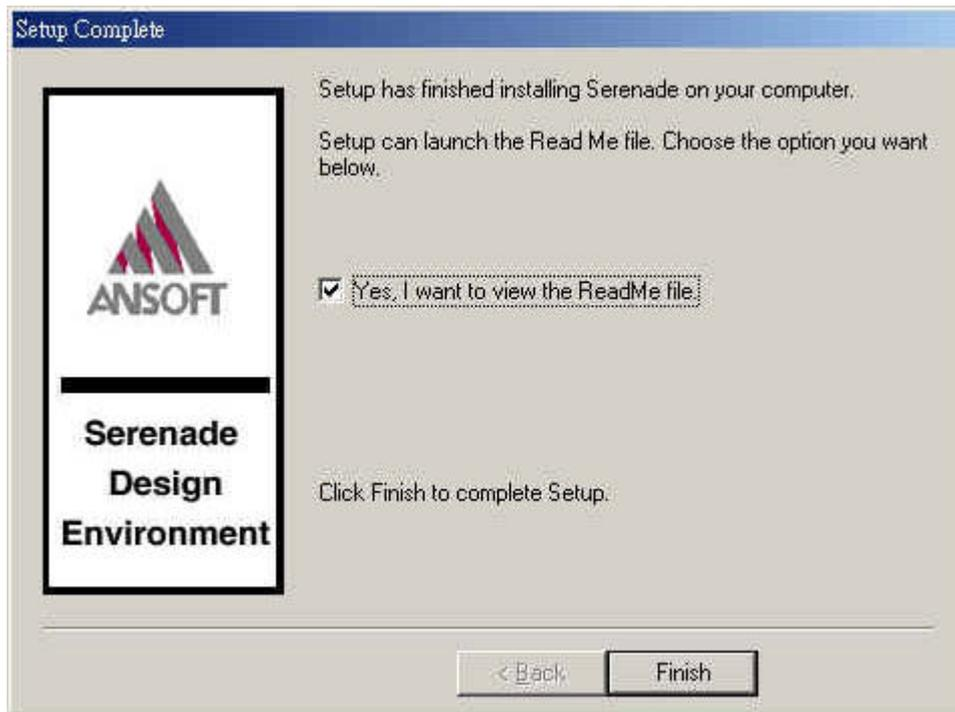 Setup Complete
Setup has finished installing Serenade on your computer.
Setup can launch the Read Me file. Choose the option you want
below.
Yes, I want to view the ReadMe file.
ANSOFT
Serenade
Design
Environment
Click Finish to complete Setup.
< Back
Finish